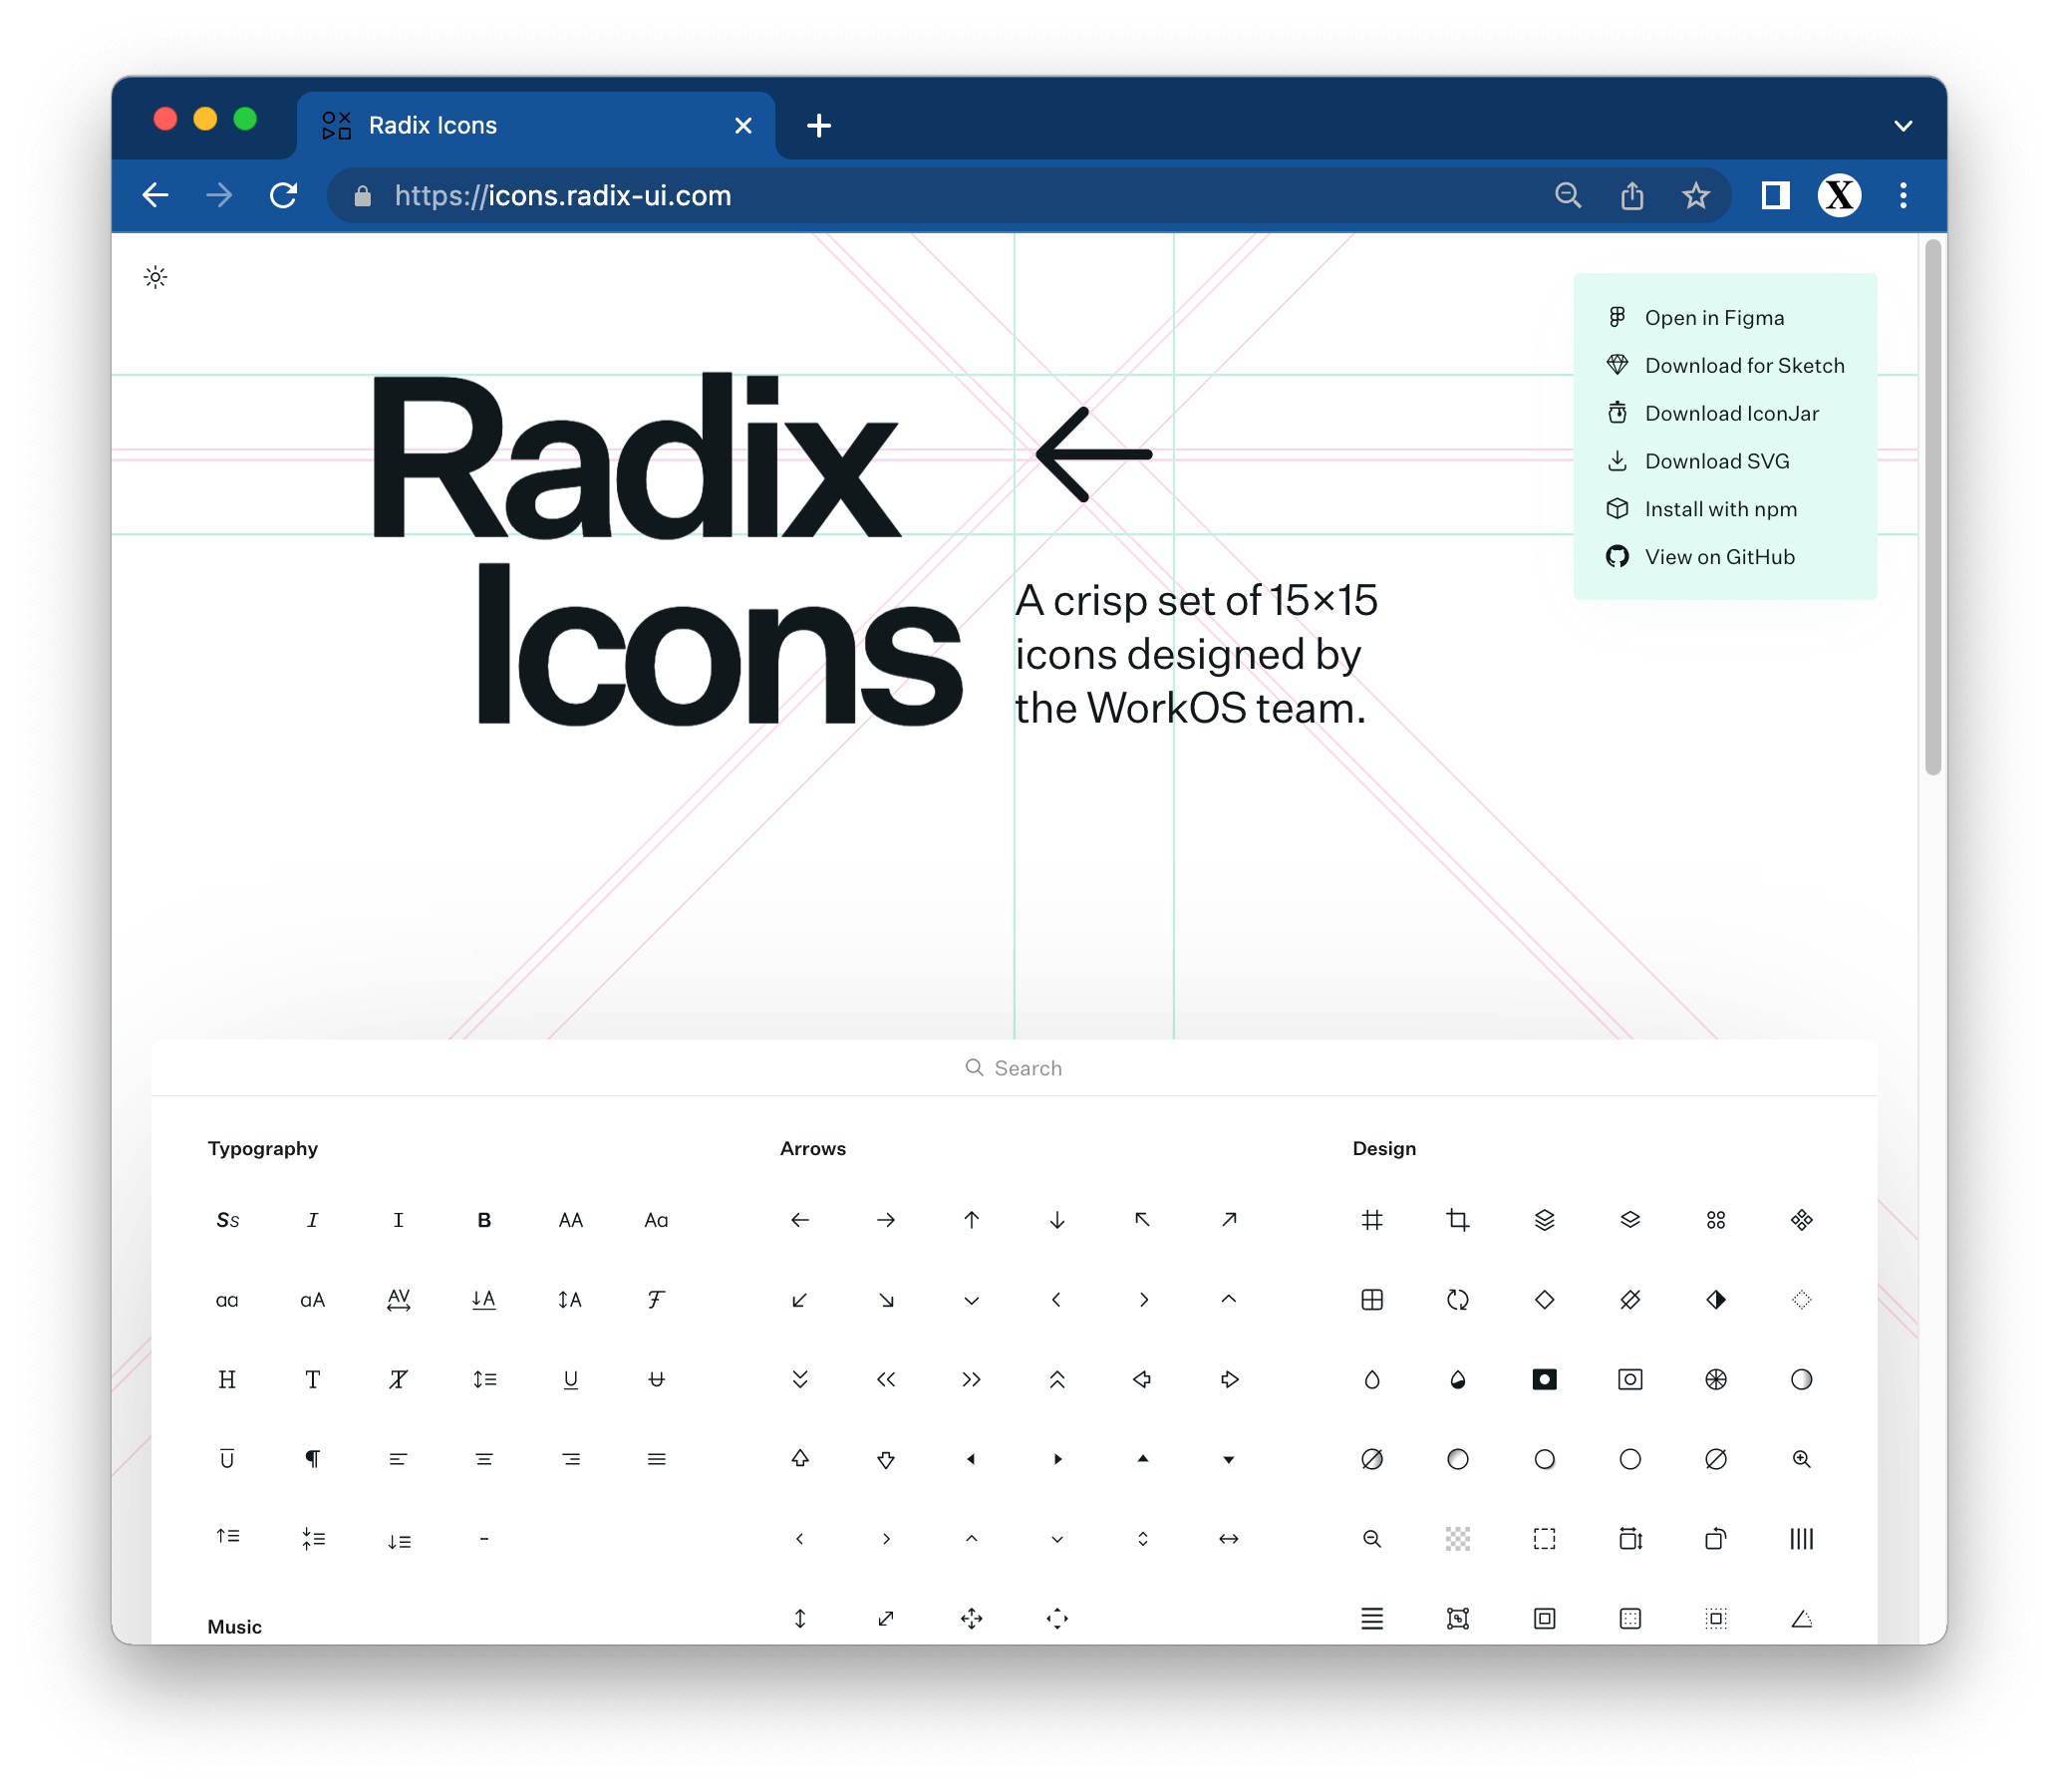 Radix Icons
https://icons.radix-ui.com
X
Open in Figma
Download for Sketch
Download IconJar
Download SVG
Install with npm
View on GitHub
Radix
Icons
A crisp set of 15×15
icons designed by
the WorkOS team.
Search
Typography
Arrows
Design
Ss I I B AA Aa
aa aA AV A A F
H T T U U
U ¶
Music